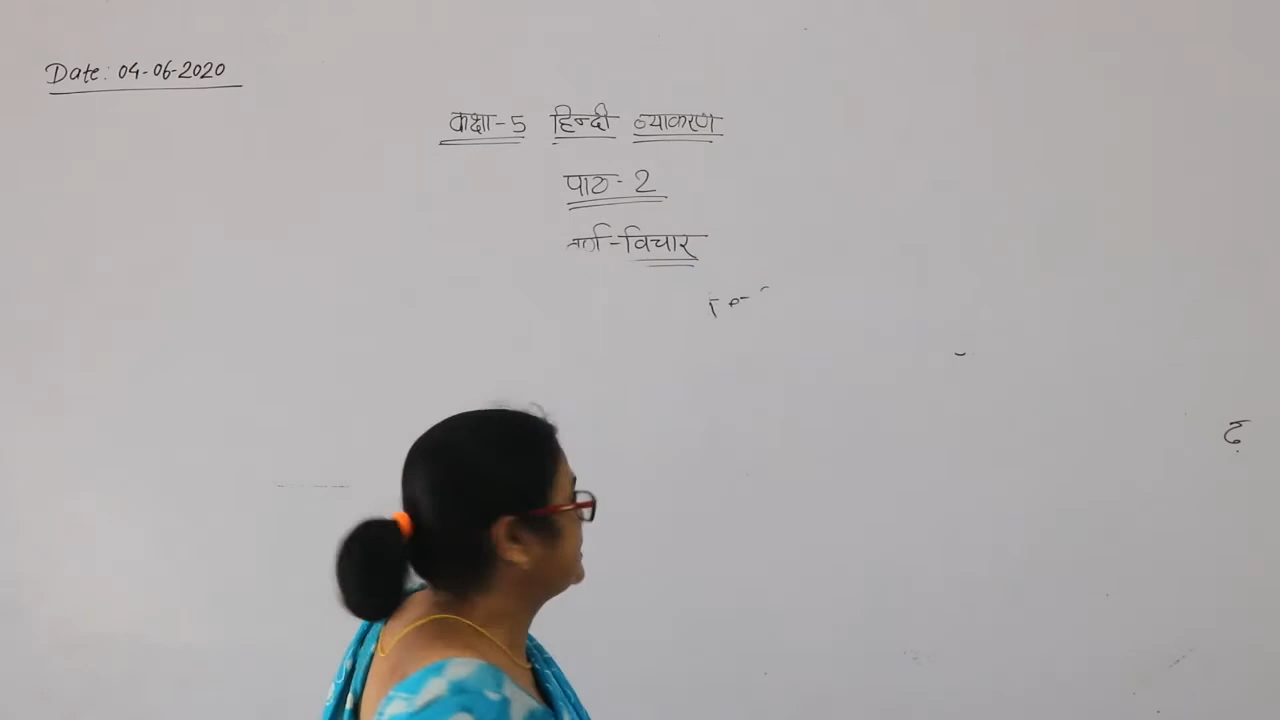 Date: 04-06-2020
कक्षा-5 हिन्दी व्याकरण
पाठ-2
वर्ण-विचार
ढ़